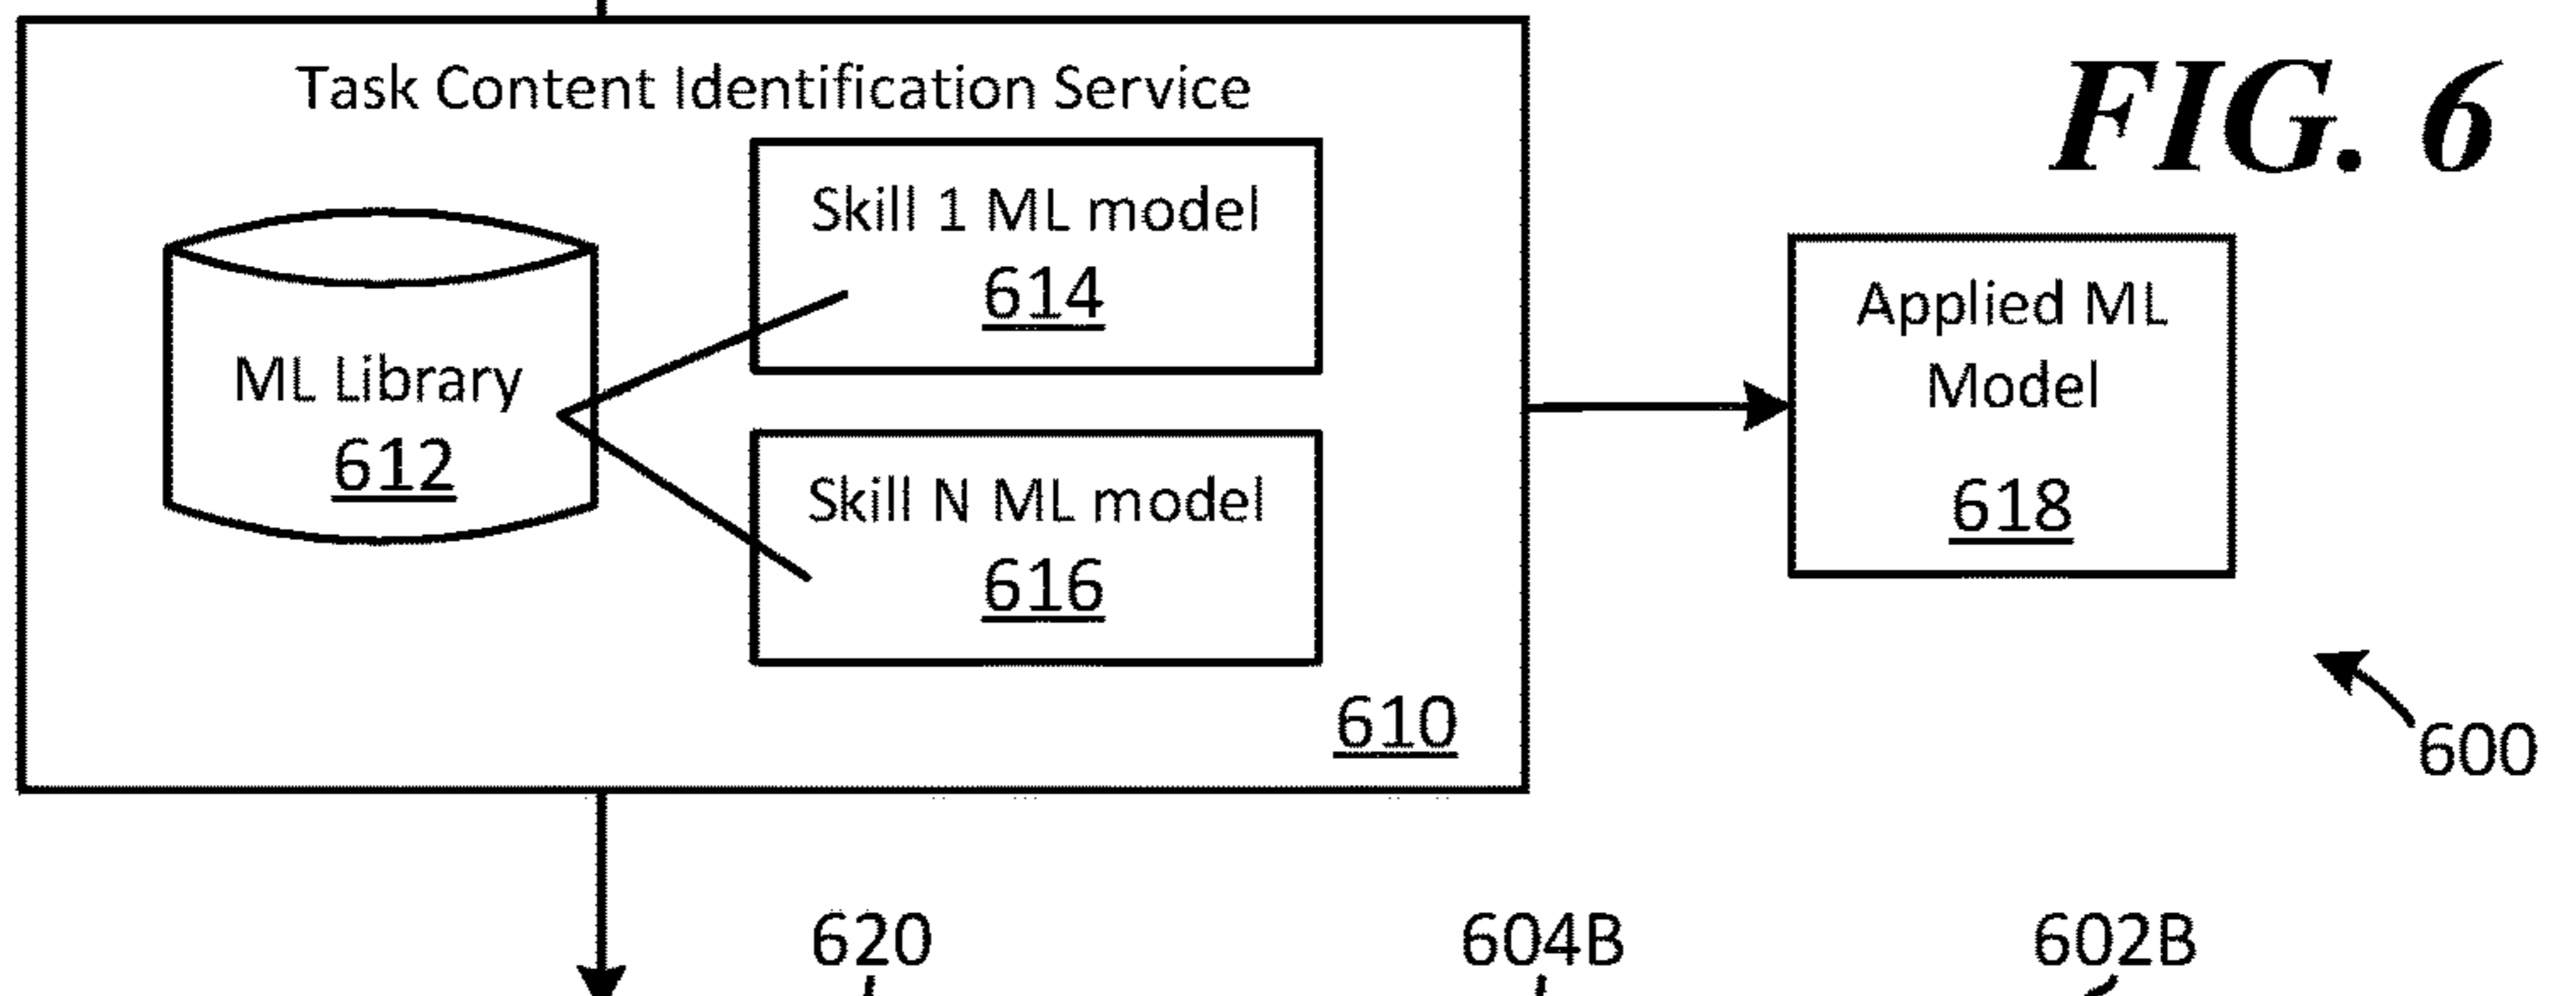 FIG. 6
Task Content Identification Service
Skill 1 ML model
614
ML Library
612
Skill N ML model
616
610
Applied ML
Model
618
600
620
604B
602B